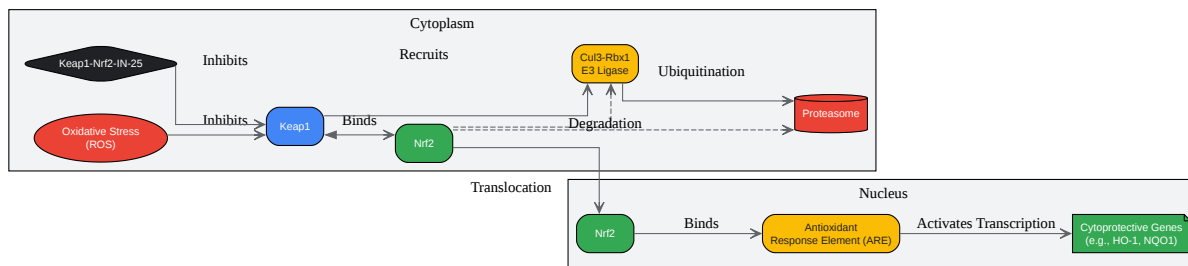 Cytoplasm
Keap1-Nrf2-IN-25
Inhibits
Recruits
Cul3-Rbx1
E3 Ligase
Ubiquitination
Proteasome
Oxidative Stress
(ROS)
Inhibits
Keap1
Binds
Nrf2
Degradation
Translocation
Nucleus
Nrf2
Binds
Antioxidant
Response Element (ARE)
Activates Transcription
Cytoprotective Genes
(e.g., HO-1, NQO1)